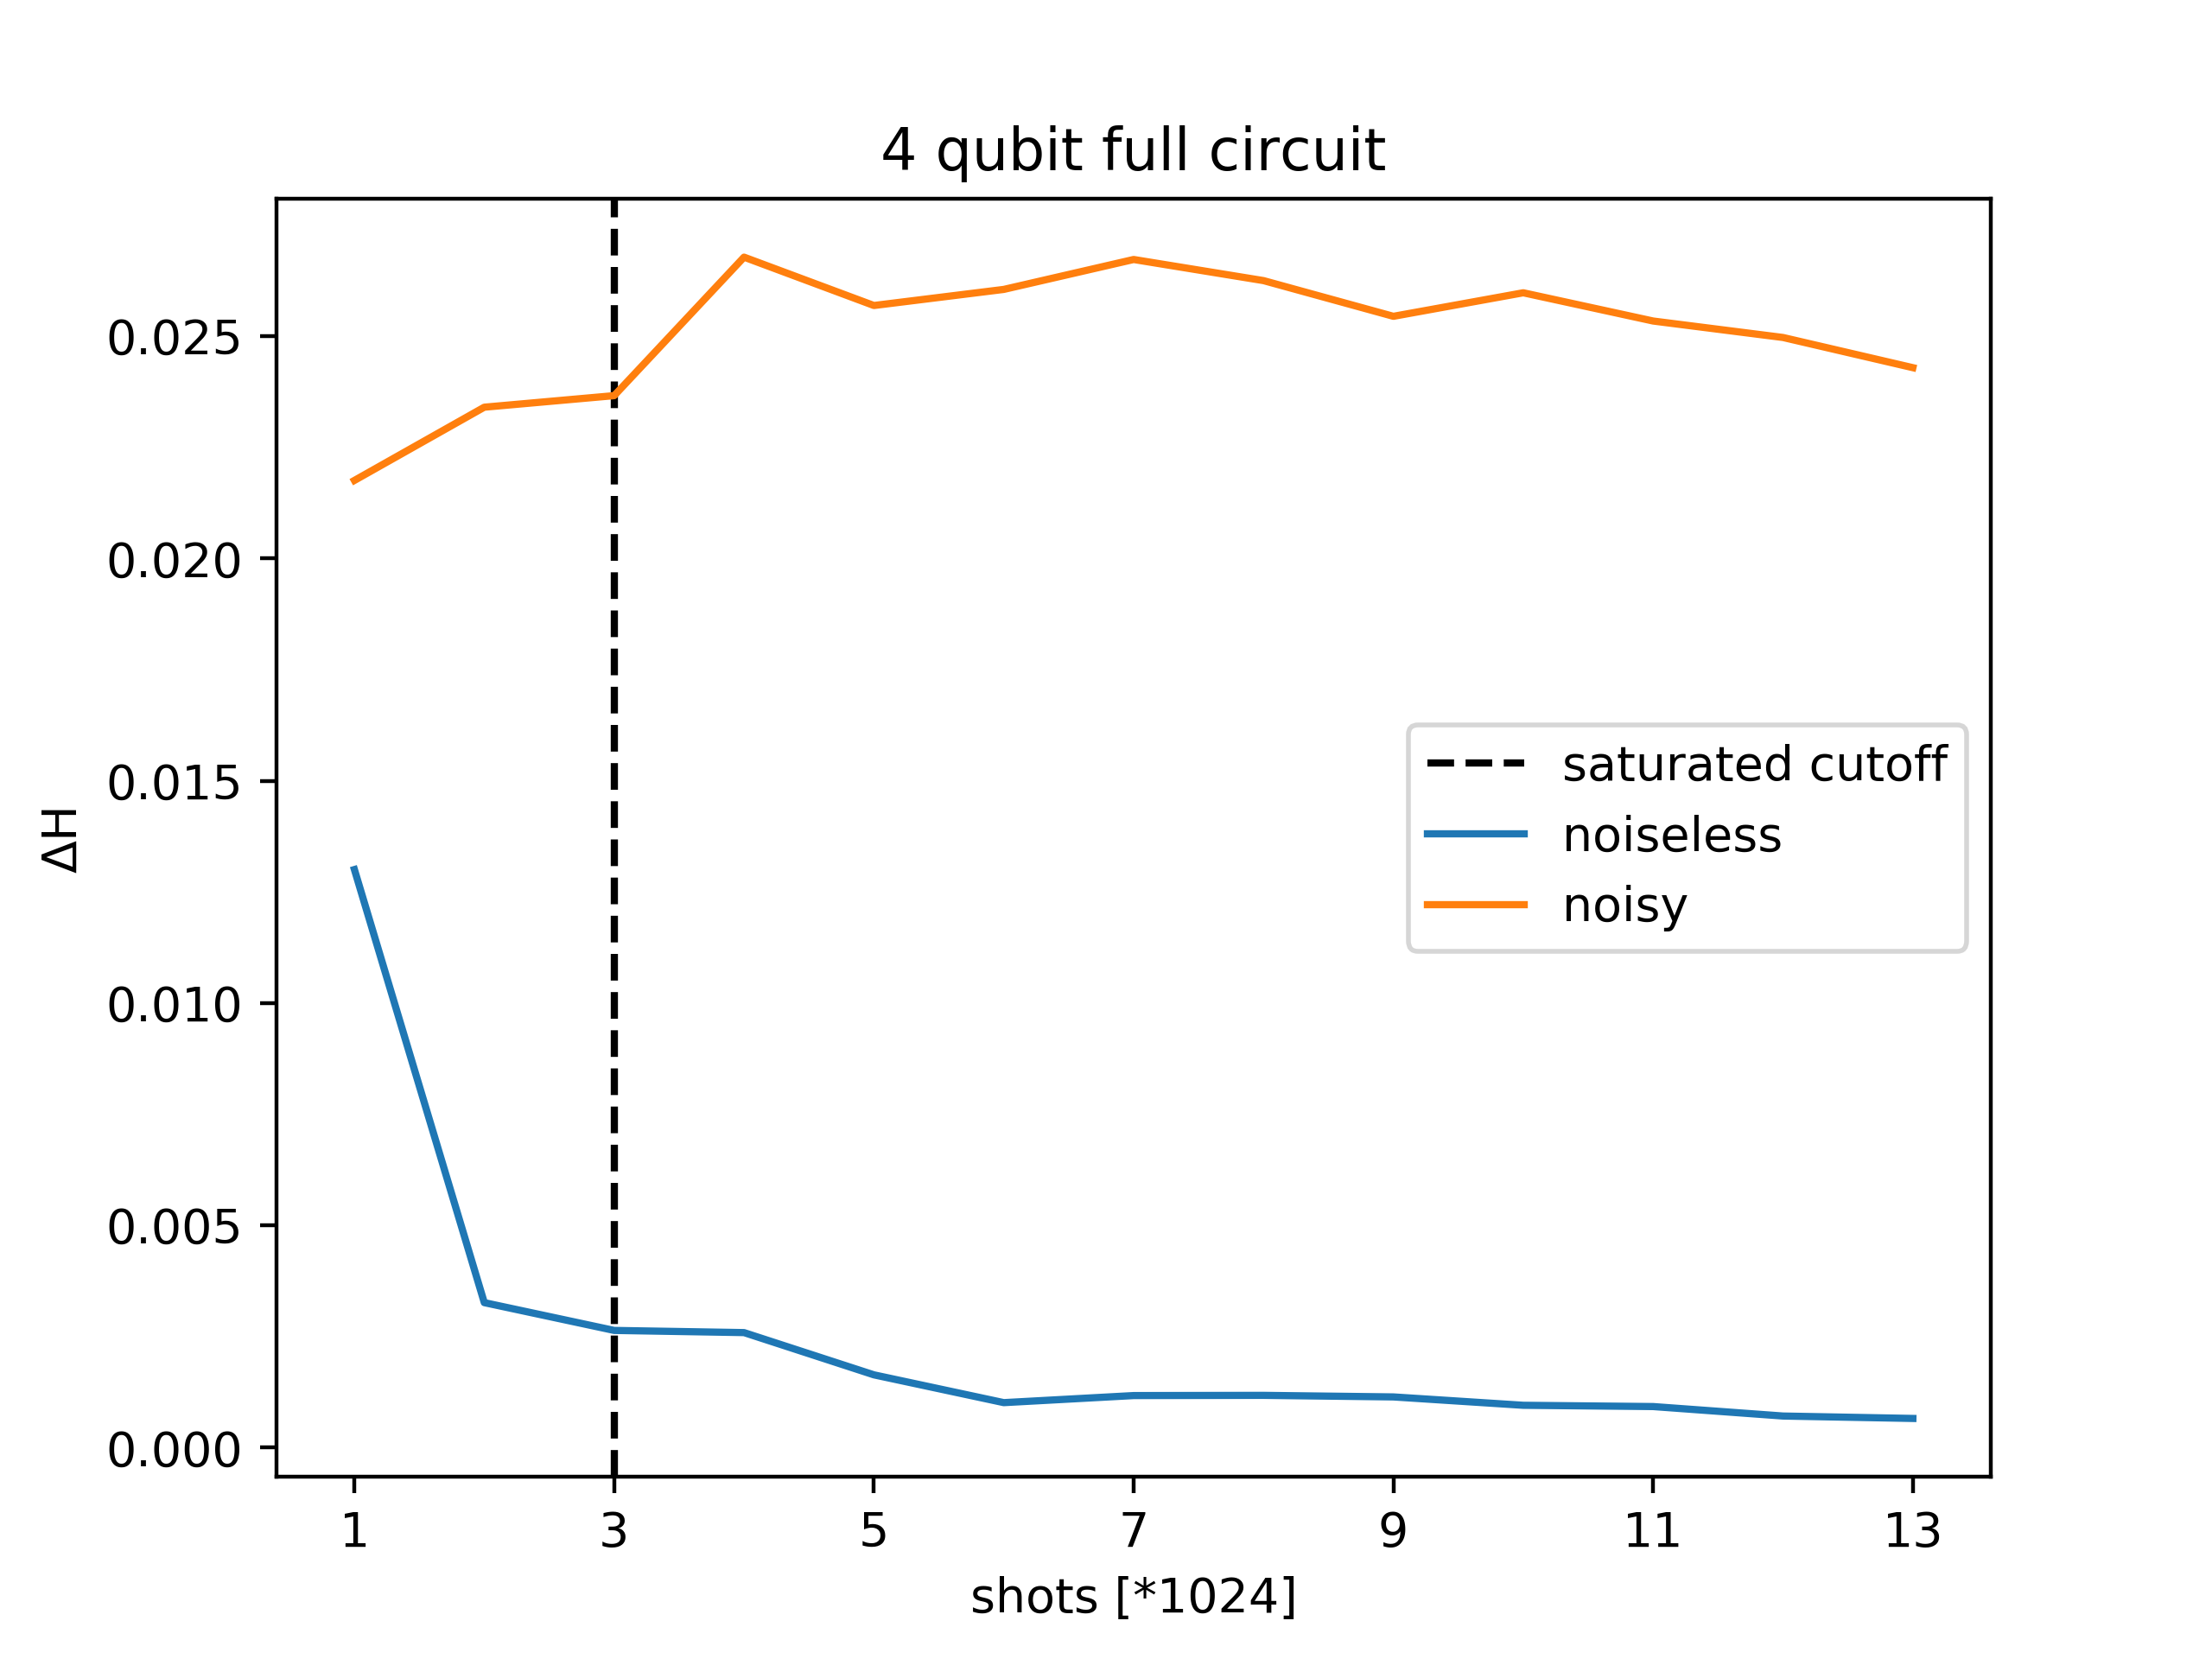 4 qubit full circuit
ΔH
0.025
0.020
0.015
0.010
0.005
0.000
saturated cutoff
noiseless
noisy
1 3 5 7 9 11 13
shots [*1024]